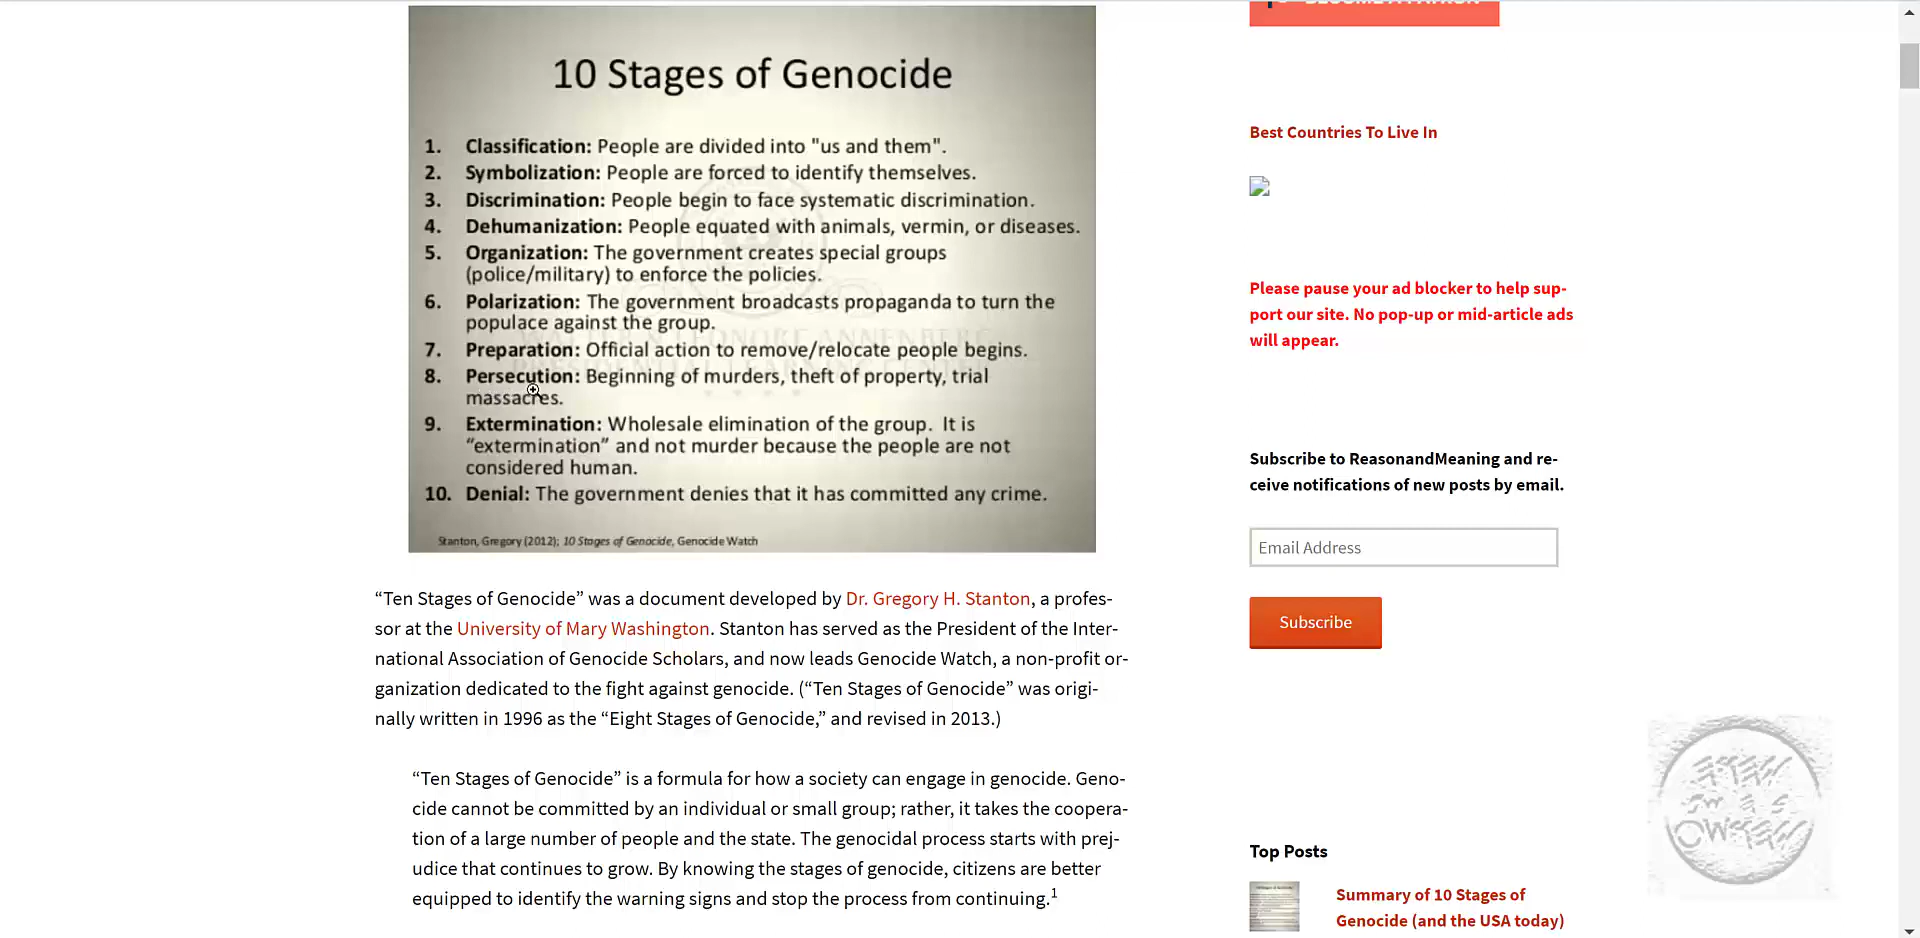 10 Stages of Genocide
1. Classification: People are divided into "us and them".
2. Symbolization: People are forced to identify themselves.
3. Discrimination: People begin to face systematic discrimination.
4. Dehumanization: People equated with animals, vermin, or diseases.
5. Organization: The government creates special groups
(police/military) to enforce the policies.
6. Polarization: The government broadcasts propaganda to turn the
populace against the group.
7. Preparation: Official action to remove/relocate people begins.
8. Persecution: Beginning of murders, theft of property, trial
massacres.
9. Extermination: Wholesale elimination of the group. It is
“extermination” and not murder because the people are not
considered human.
10. Denial: The government denies that it has committed any crime.
Stanton, Gregory (2012); 10 Stages of Genocide, Genocide Watch
“Ten Stages of Genocide” was a document developed by Dr. Gregory H. Stanton, a profes-
sor at the University of Mary Washington. Stanton has served as the President of the Inter-
national Association of Genocide Scholars, and now leads Genocide Watch, a non-profit or-
ganization dedicated to the fight against genocide. (“Ten Stages of Genocide” was origi-
nally written in 1996 as the “Eight Stages of Genocide,” and revised in 2013.)
“Ten Stages of Genocide” is a formula for how a society can engage in genocide. Geno-
cide cannot be committed by an individual or small group; rather, it takes the coopera-
tion of a large number of people and the state. The genocidal process starts with prej-
udice that continues to grow. By knowing the stages of genocide, citizens are better
equipped to identify the warning signs and stop the process from continuing.1
Best Countries To Live In
Please pause your ad blocker to help sup-
port our site. No pop-up or mid-article ads
will appear.
Subscribe to ReasonandMeaning and re-
ceive notifications of new posts by email.
Email Address
Subscribe
Top Posts
Summary of 10 Stages of
Genocide (and the USA today)